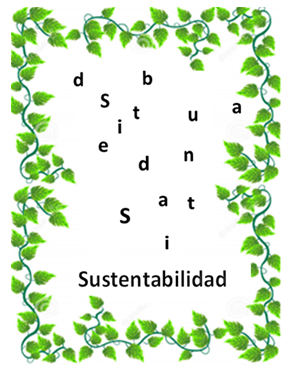 d b
S t u a
i
e d n
S a t
i
Sustentabilidad